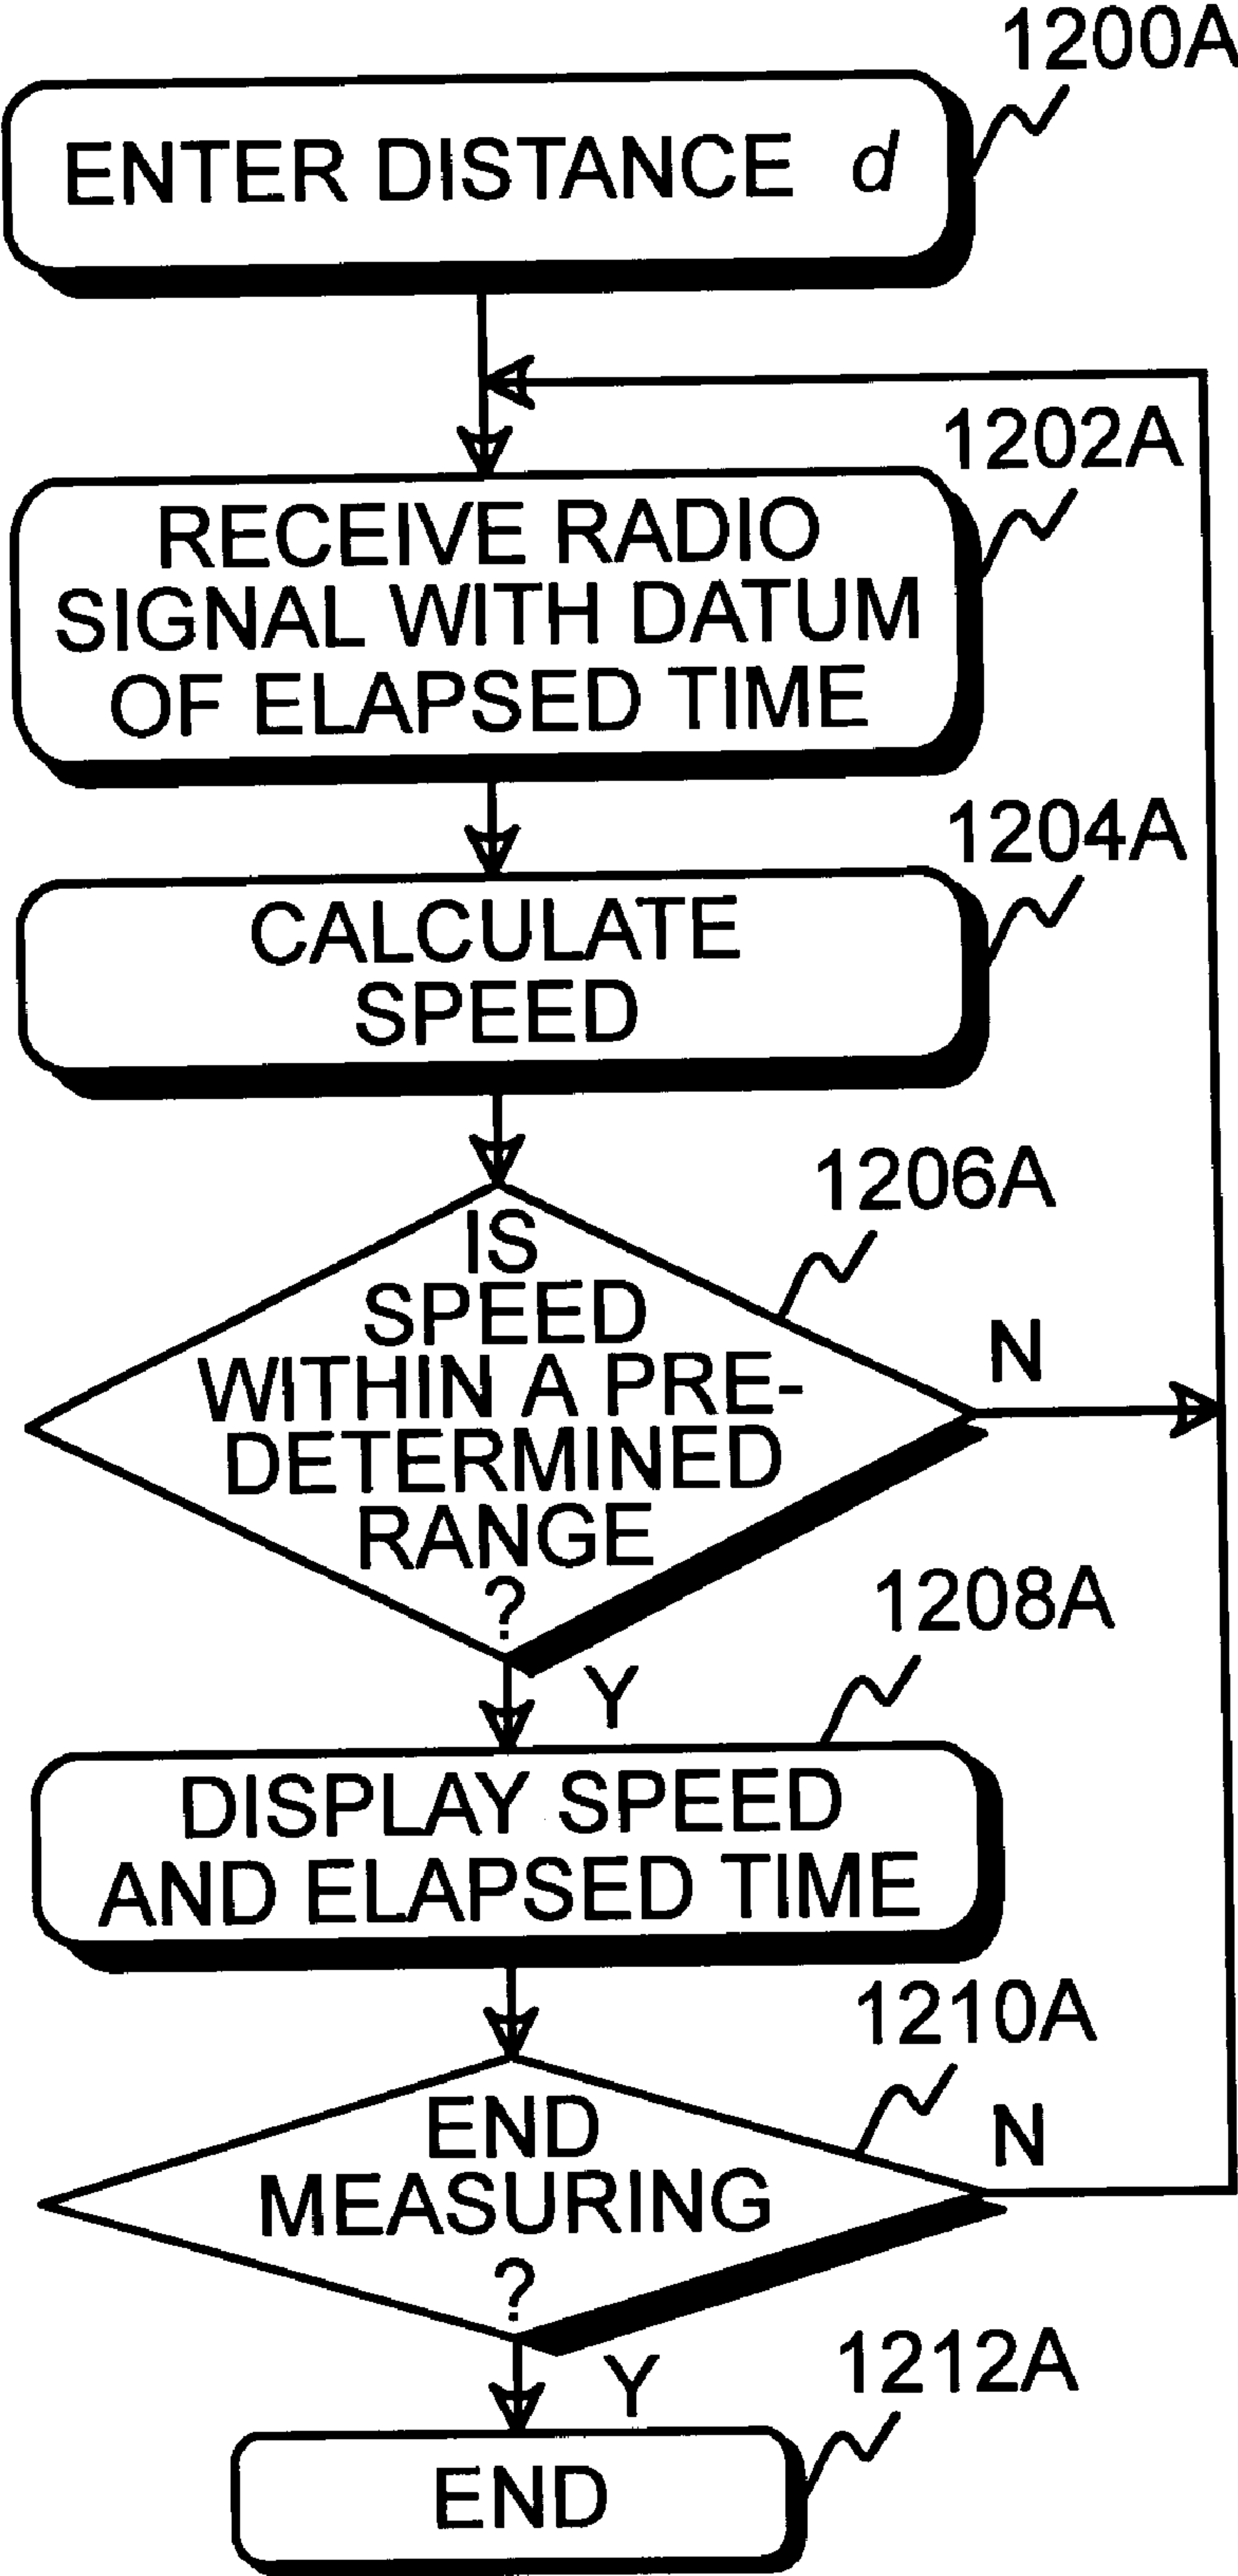 1200A
ENTER DISTANCE d
1202A
RECEIVE RADIO
SIGNAL WITH DATUM
OF ELAPSED TIME
1204A
CALCULATE
SPEED
1206A
IS
SPEED
WITHIN A PRE-
DETERMINED
RANGE
?
N
Y
1208A
DISPLAY SPEED
AND ELAPSED TIME
1210A
END
MEASURING
?
N
Y
1212A
END